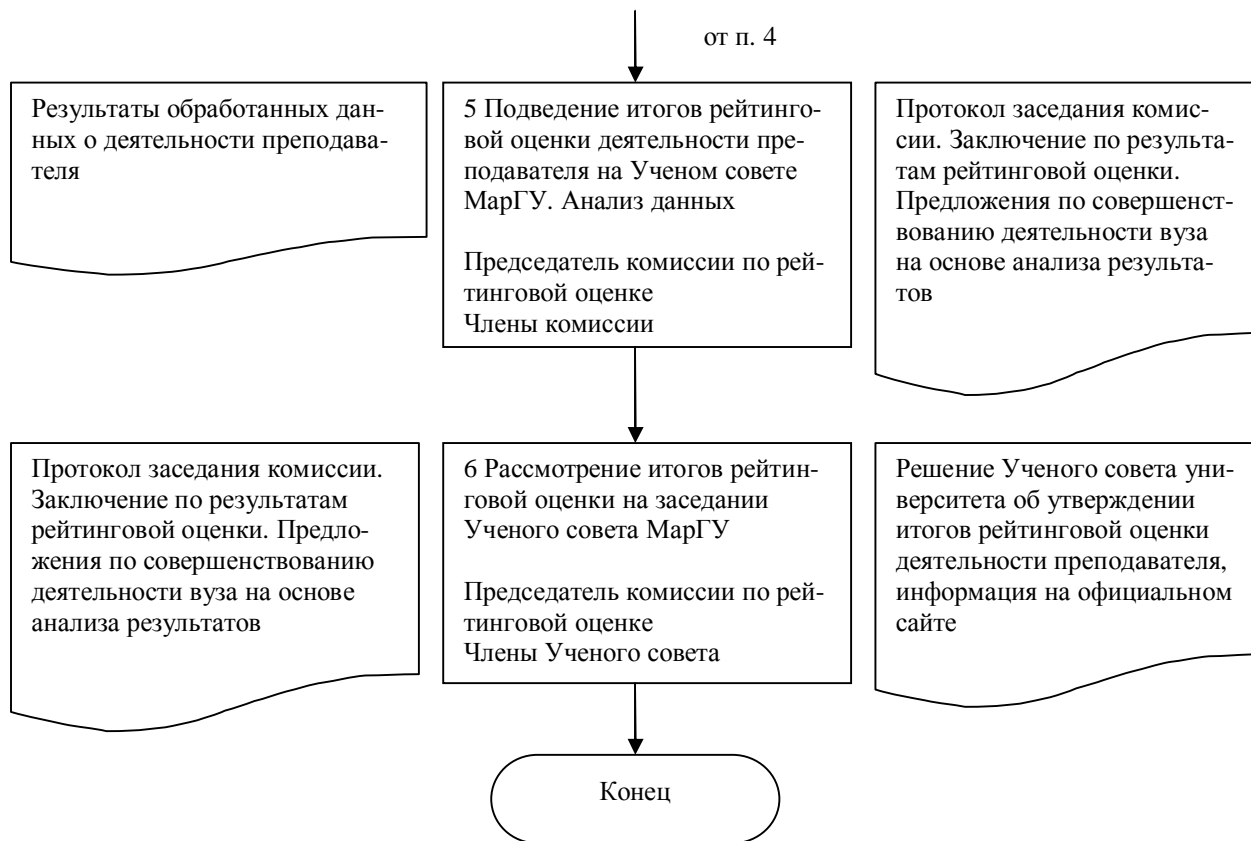 от п. 4
Результаты обработанных дан-
ных о деятельности преподава-
теля
5 Подведение итогов рейтинго-
вой оценки деятельности пре-
подавателя на Ученом совете
МарГУ. Анализ данных
Председатель комиссии по рей-
тинговой оценке
Члены комиссии
Протокол заседания комис-
сии. Заключение по результа-
там рейтинговой оценки.
Предложения по совершенст-
вованию деятельности вуза
на основе анализа результа-
тов
Протокол заседания комиссии.
Заключение по результатам
рейтинговой оценки. Предло-
жения по совершенствованию
деятельности вуза на основе
анализа результатов
6 Рассмотрение итогов рейтин-
говой оценки на заседании
Ученого совета МарГУ
Председатель комиссии по рей-
тинговой оценке
Члены Ученого совета
Решение Ученого совета уни-
верситета об утверждении
итогов рейтинговой оценки
деятельности преподавателя,
информация на официальном
сайте
Конец